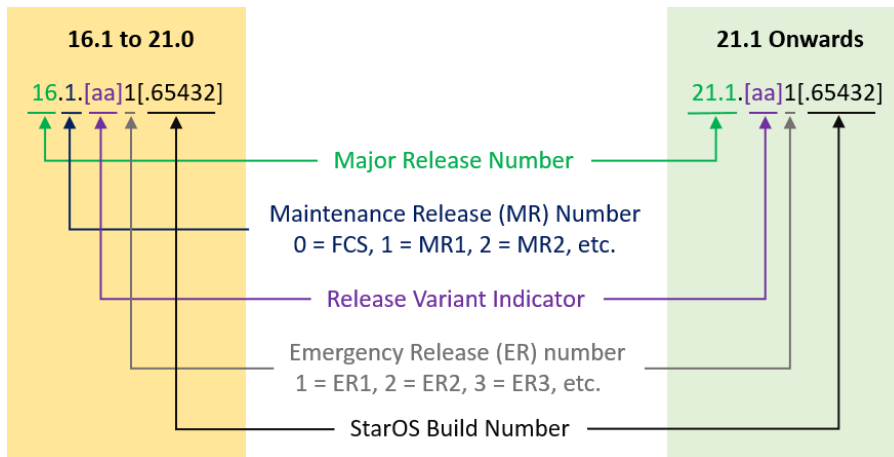 16.1 to 21.0
21.1 Onwards
16.1.[aa]1[.65432]
21.1.[aa]1[.65432]
Major Release Number
Maintenance Release (MR) Number
0 = FCS, 1 = MR1, 2 = MR2, etc.
Release Variant Indicator
Emergency Release (ER) number
1 = ER1, 2 = ER2, 3 = ER3, etc.
StarOS Build Number